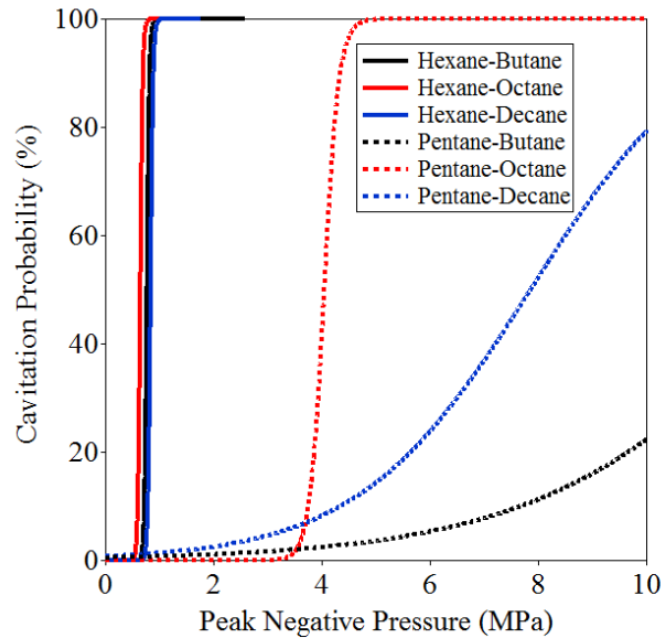 100
80
60
40
20
0
Cavitation Probability (%)
Hexane-Butane
Hexane-Octane
Hexane-Decane
Pentane-Butane
Pentane-Octane
Pentane-Decane
0 2 4 6 8 10
Peak Negative Pressure (MPa)